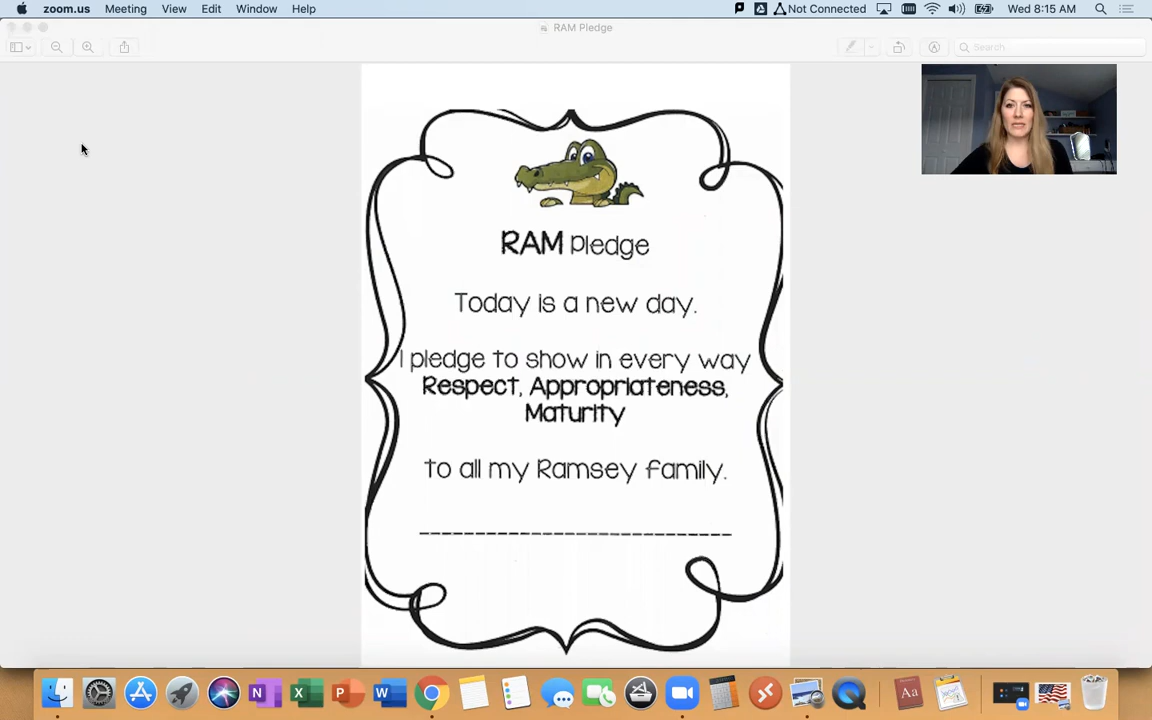 zoom.us Meeting View Edit Window Help Not Connected Wed 8:15 AM
RAM Pledge
Search...
RAM Pledge
Today is a new day.
I pledge to show in every way
Respect, Appropriateness,
Maturity
to all my Ramsey family.